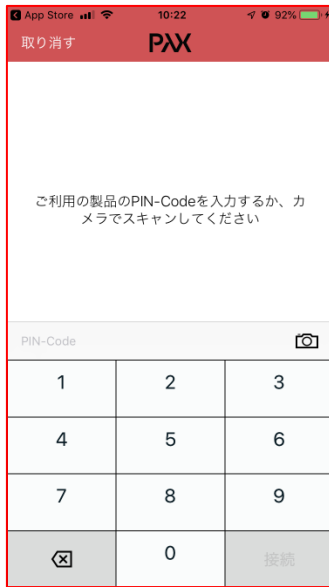 App Store 10:22 92%
取り消す PAX
ご利用の製品のPIN-Codeを入力するか、カ
メラでスキャンしてくだ さい
PIN-Code
1 2 3
4 5 6
7 8 9
0 接続